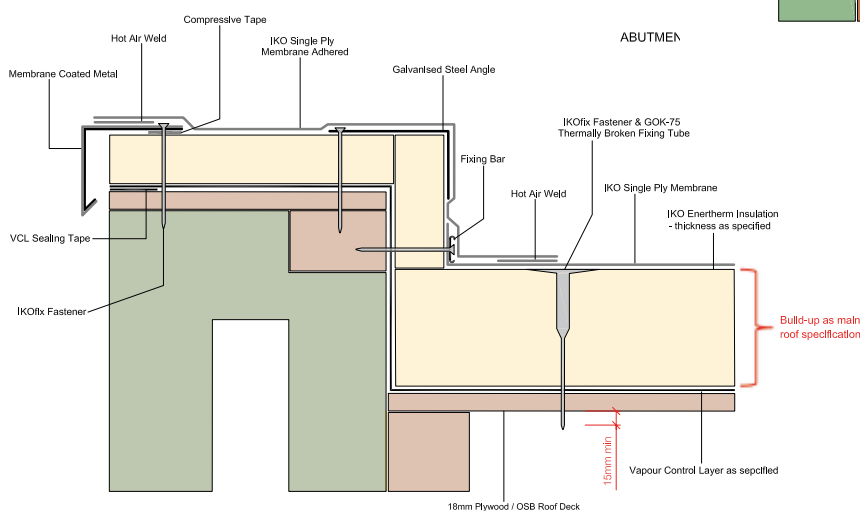 Compressive Tape
ABUTMEN
Hot Air Weld
IKO Single Ply
Membrane Adhered
Membrane Coated Metal
Galvanised Steel Angle
IKOfix Fastener & GOK-75
Thermally Broken Fixing Tube
Fixing Bar
Hot Air Weld
IKO Single Ply Membrane
IKO Enertherm Insulation
- thickness as specified
VCL Sealing Tape
IKOfix Fastener
Build-up as main
roof specification
15mm min
Vapour Control Layer as sepcified
18mm Plywood / OSB Roof Deck